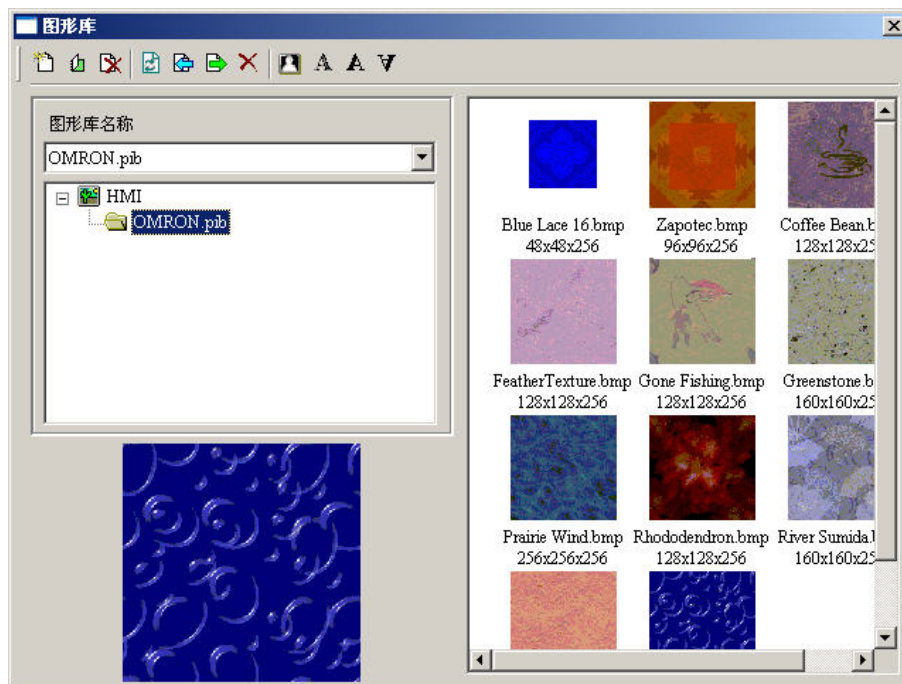 图形库
图形库名称
OMRON.pib
HMI
OMRON.pib
Blue Lace 16.bmp
48x48x256
Zapotec.bmp
96x96x256
Coffee Bean.b
128x128x25
FeatherTexture.bmp
128x128x256
Gone Fishing.bmp
128x128x256
Greenstone.b
160x160x25
Prairie Wind.bmp
256x256x256
Rhododendron.bmp
128x128x256
River Sumida.
160x160x25